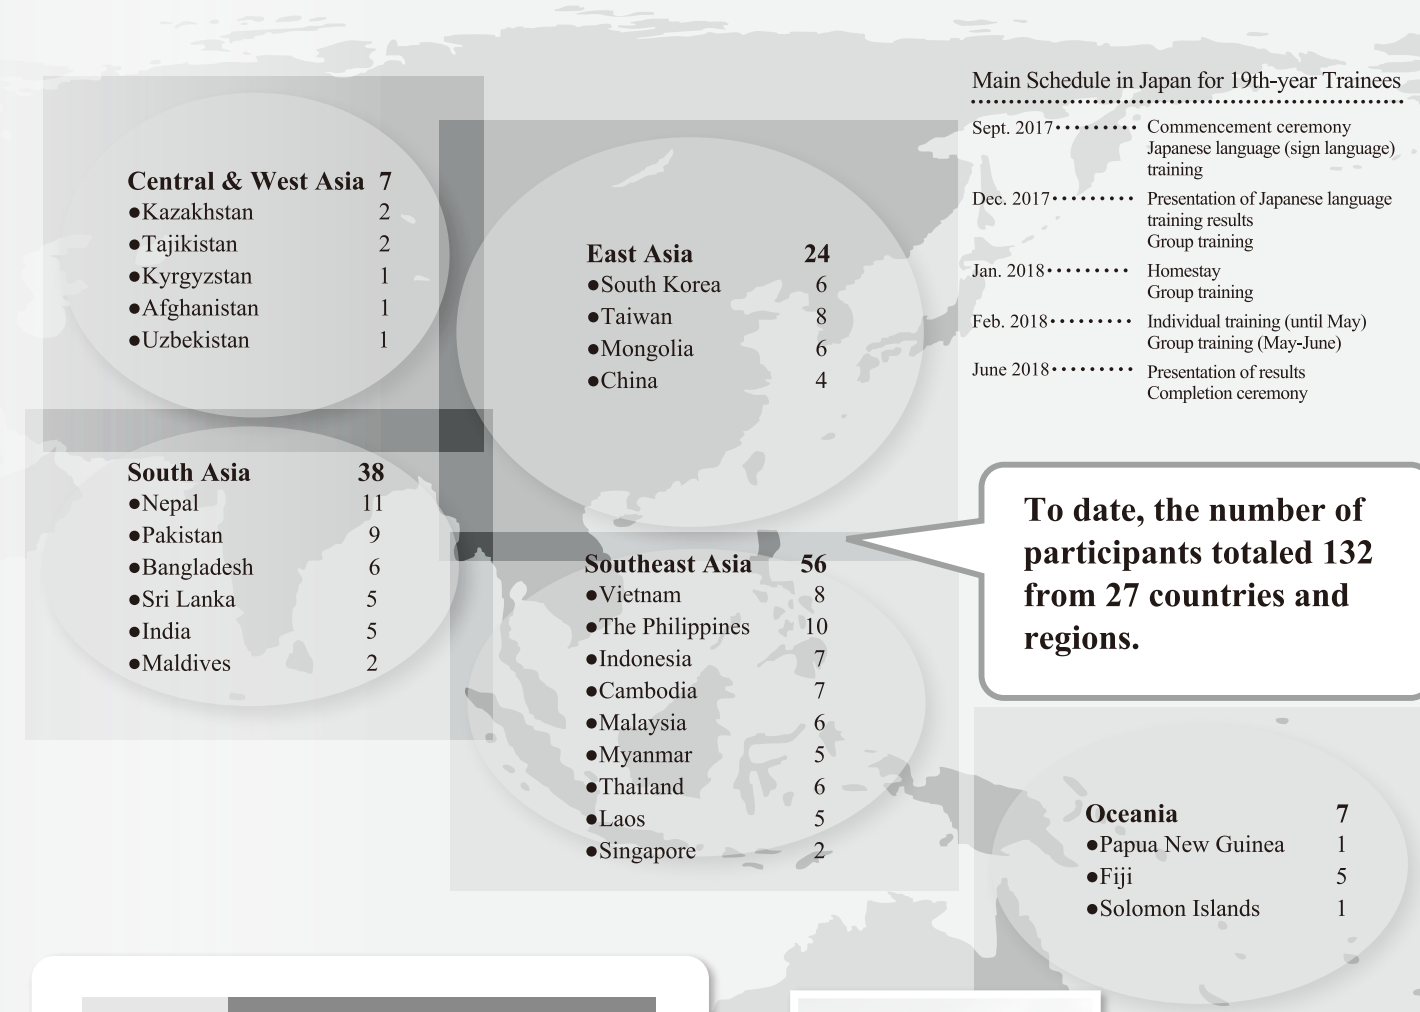 Main Schedule in Japan for 19th-year Trainees
Sept. 2017 ········· Commencement ceremony
Japanese language (sign language)
training
Dec. 2017 ········· Presentation of Japanese language
training results
Group training
Jan. 2018 ········· Homestay
Group training
Feb. 2018 ········· Individual training (until May)
Group training (May-June)
June 2018 ········· Presentation of results
Completion ceremony
Central & West Asia 7
●Kazakhstan 2
●Tajikistan 2
●Kyrgyzstan 1
●Afghanistan 1
●Uzbekistan 1
East Asia 24
●South Korea 6
●Taiwan 8
●Mongolia 6
●China 4
South Asia 38
●Nepal 11
●Pakistan 9
●Bangladesh 6
●Sri Lanka 5
●India 5
●Maldives 2
Southeast Asia 56
●Vietnam 8
●The Philippines 10
●Indonesia 7
●Cambodia 7
●Malaysia 6
●Myanmar 5
●Thailand 6
●Laos 5
●Singapore 2
To date, the number of
participants totaled 132
from 27 countries and
regions.
Oceania 7
●Papua New Guinea 1
●Fiji 5
●Solomon Islands 1